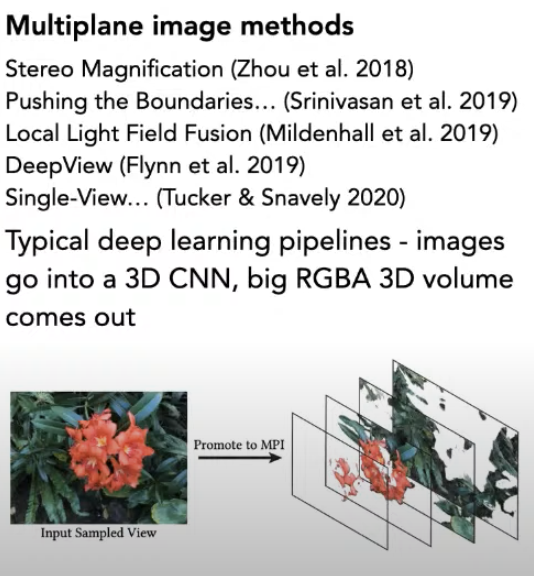 Multiplane image methods
Stereo Magnification (Zhou et al. 2018)
Pushing the Boundaries… (Srinivasan et al. 2019)
Local Light Field Fusion (Mildenhall et al. 2019)
DeepView (Flynn et al. 2019)
Single-View… (Tucker & Snavely 2020)
Typical deep learning pipelines - images
go into a 3D CNN, big RGBA 3D volume
comes out
Promote to MPI
Input Sampled View